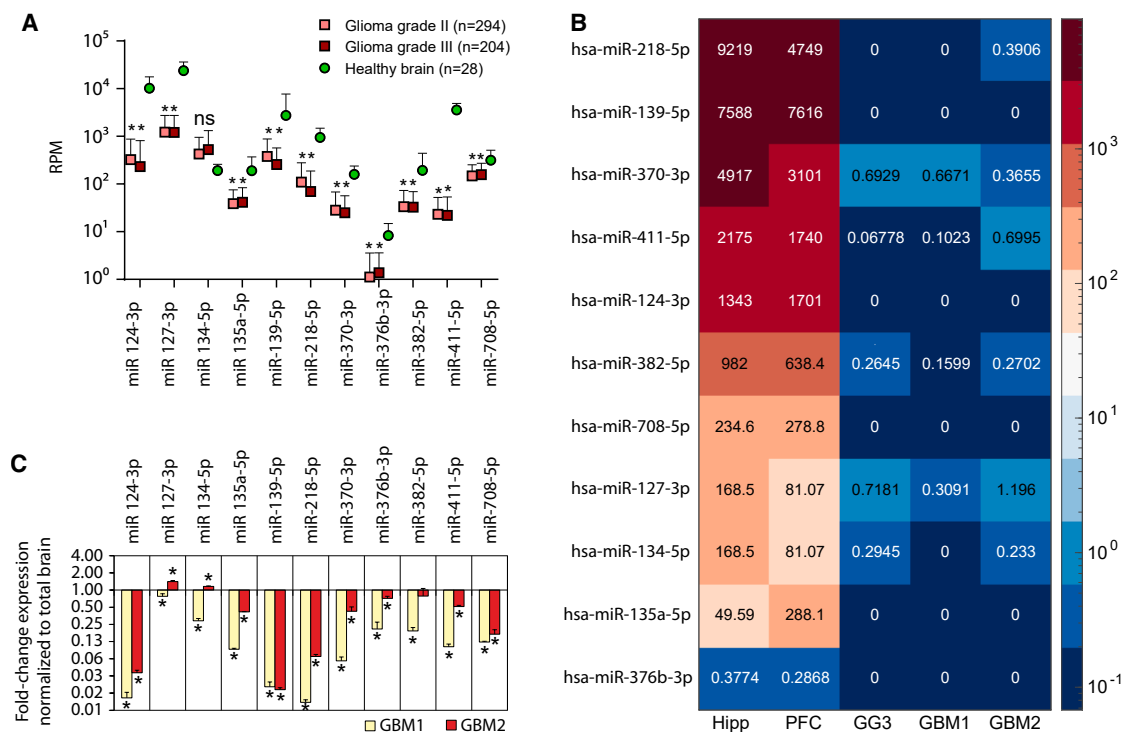 A
Glioma grade II (n=294)
Glioma grade III (n=204)
Healthy brain (n=28)
RPM
10^5
10^4
10^3
10^2
10^1
10^0
* *
* *
ns
* *
* *
* *
* *
* *
* *
* *
**
miR 124-3p
miR 127-3p
miR 134-5p
miR 135a-5p
miR-139-5p
miR-218-5p
miR-370-3p
miR-376b-3p
miR-382-5p
miR-411-5p
miR-708-5p
B
hsa-miR-218-5p 9219 4749 0 0 0.3906
hsa-miR-139-5p 7588 7616 0 0 0
hsa-miR-370-3p 4917 3101 0.6929 0.6671 0.3655
hsa-miR-411-5p 2175 1740 0.06778 0.1023 0.6995
hsa-miR-124-3p 1343 1701 0 0 0
hsa-miR-382-5p 982 638.4 0.2645 0.1599 0.2702
hsa-miR-708-5p 234.6 278.8 0 0 0
hsa-miR-127-3p 168.5 81.07 0.7181 0.3091 1.196
hsa-miR-134-5p 168.5 81.07 0.2945 0 0.233
hsa-miR-135a-5p 49.59 288.1 0 0 0
hsa-miR-376b-3p 0.3774 0.2868 0 0 0
Hipp PFC GG3 GBM1 GBM2
10^3
10^2
10^1
10^0
10^-1
C
miR 124-3p
miR 127-3p
miR 134-5p
miR 135a-5p
miR-139-5p
miR-218-5p
miR-370-3p
miR-376b-3p
miR-382-5p
miR-411-5p
miR-708-5p
Fold-change expression
normalized to total brain
4.00
2.00
1.00
0.50
0.25
0.13
0.06
0.03
0.02
0.01
* * * * * * * * * * * * * * * * * * * * *
GBM1 GBM2